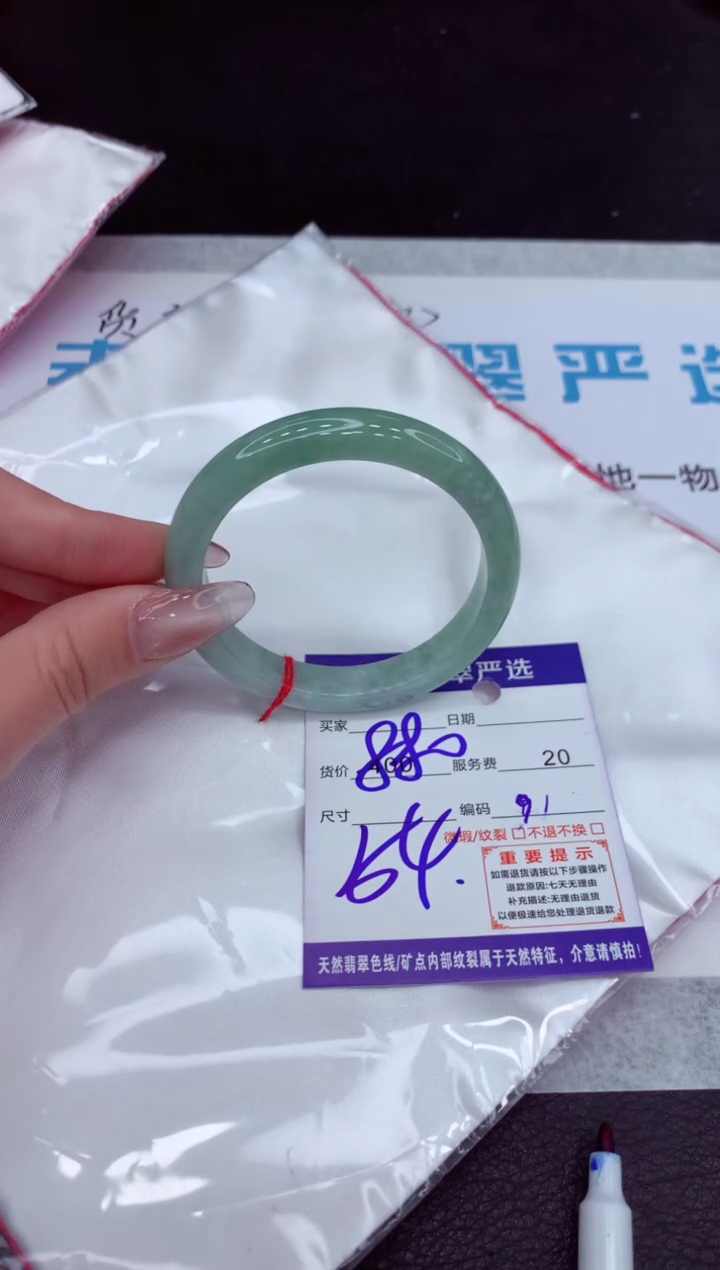 翠严选
地一物
翠严选
买家 日期
货价 400 880 服务费 20
尺寸 编码 91
微瑕/纹裂 不退不换
54.
重要提示
如需退货请按以下步骤操作
退款原因:七天无理由
补充描述:无理由退货
以便极速给您处理退货退款
天然翡翠色线/矿点内部纹裂属于天然特征，介意请慎拍！